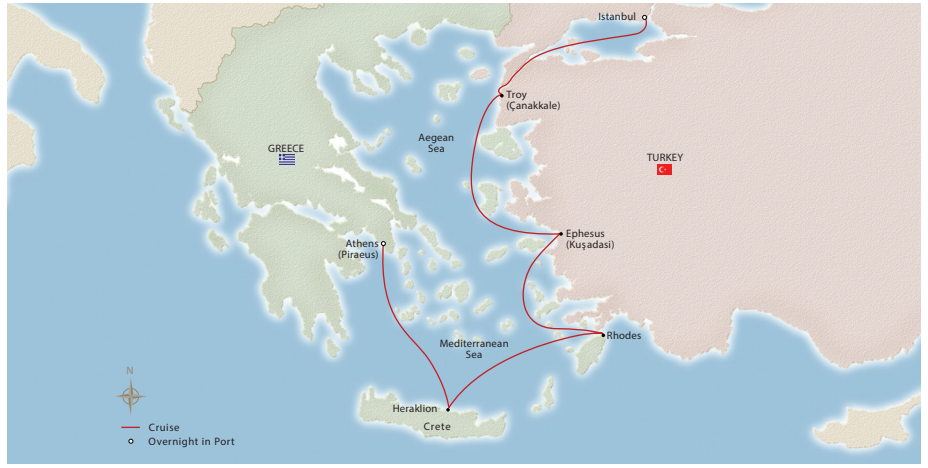 Istanbul
Troy
(Çanakkale)
Aegean
Sea
GREECE
TURKEY
Ephesus
(Kuşadasi)
Athens
(Piraeus)
Rhodes
Mediterranean
Sea
N
Heraklion
Crete
Cruise
Overnight in Port